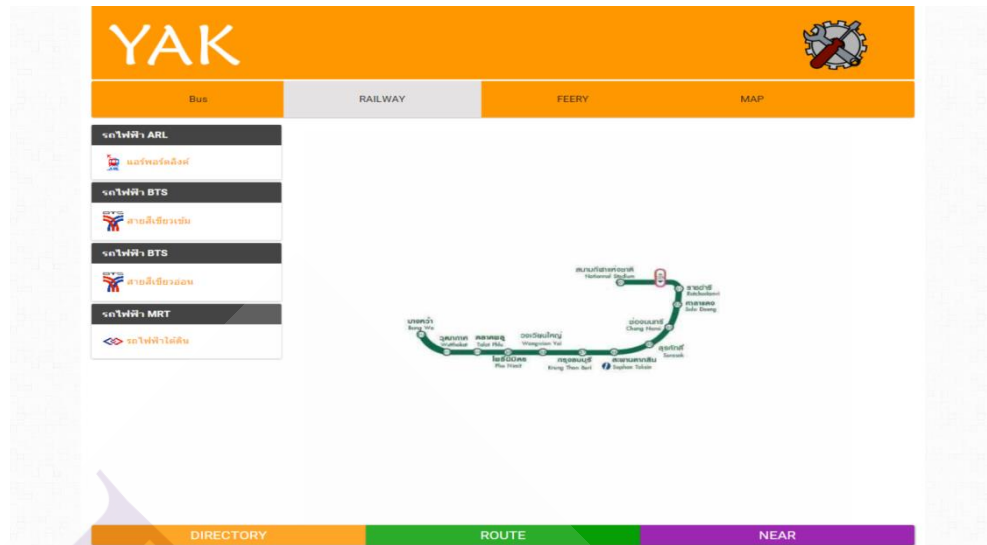 YAK
Bus
RAILWAY
FEERY
MAP
รถไฟฟ้า ARL
แอร์พอร์ตลิงค์
รถไฟฟ้า BTS
สายสีเขียวเข้ม
รถไฟฟ้า BTS
สายสีเขียวออน
รถไฟฟ้า MRT
รถไฟฟ้าใต้ดิน
สนามกีฬาแห่งชาติ
National Stadium
ราชดำริ
Ratchadamri
ศาลาแดง
Sala Daeng
ช่องนนทรี
Chong Nonsi
สุรศักดิ์
Surasak
สะพานตากสิน
Saphan Taksin
กรุงธนบุรี
Krung Thon Buri
วงเวียนใหญ่
Wongwian Yai
โพธิ์นิมิตร
Pho Nimit
ตลาดพลู
Talat Phlu
วุฒากาศ
Wutthakat
บางหว้า
Bang Wa
DIRECTORY
ROUTE
NEAR